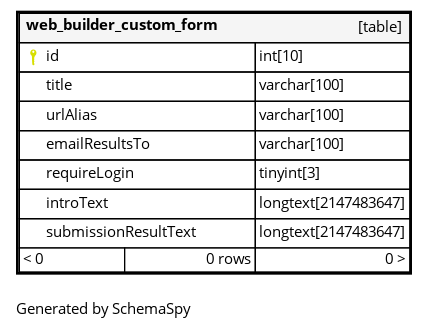 web_builder_custom_form [table]
id int[10]
title varchar[100]
urlAlias varchar[100]
emailResultsTo varchar[100]
requireLogin tinyint[3]
introText longtext[2147483647]
submissionResultText longtext[2147483647]
< 0 0 rows 0 >
Generated by SchemaSpy